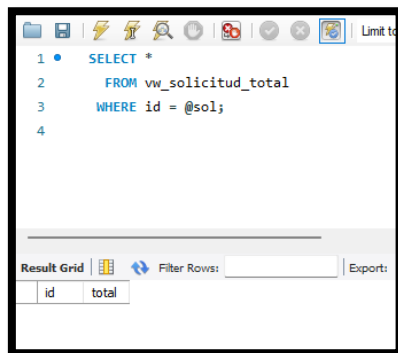 Limit to
1 SELECT *
2 FROM vw_solicitud_total
3 WHERE id = @sol;
4
Result Grid Filter Rows: Export:
id total